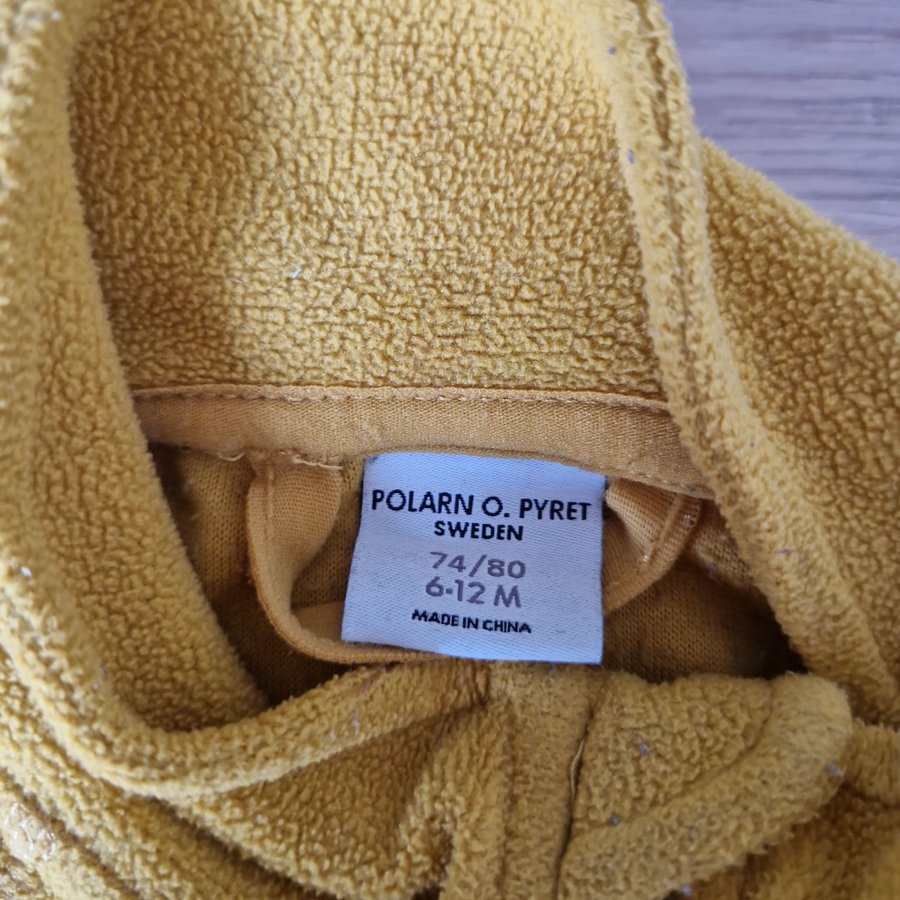 POLARN O. PYRET
SWEDEN
74/80
6-12 M
MADE IN CHINA